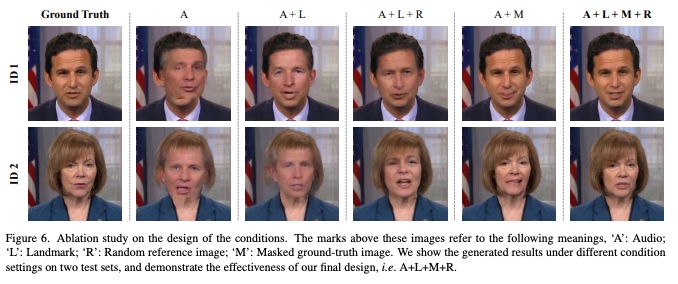 Ground Truth A A + L A + L + R A + M A + L + M + R
ID 1
ID 2
Figure 6. Ablation study on the design of the conditions. The marks above these images refer to the following meanings, ‘A’: Audio;
‘L’: Landmark; ‘R’: Random reference image; ‘M’: Masked ground-truth image. We show the generated results under different condition
settings on two test sets, and demonstrate the effectiveness of our final design, i.e. A+L+M+R.